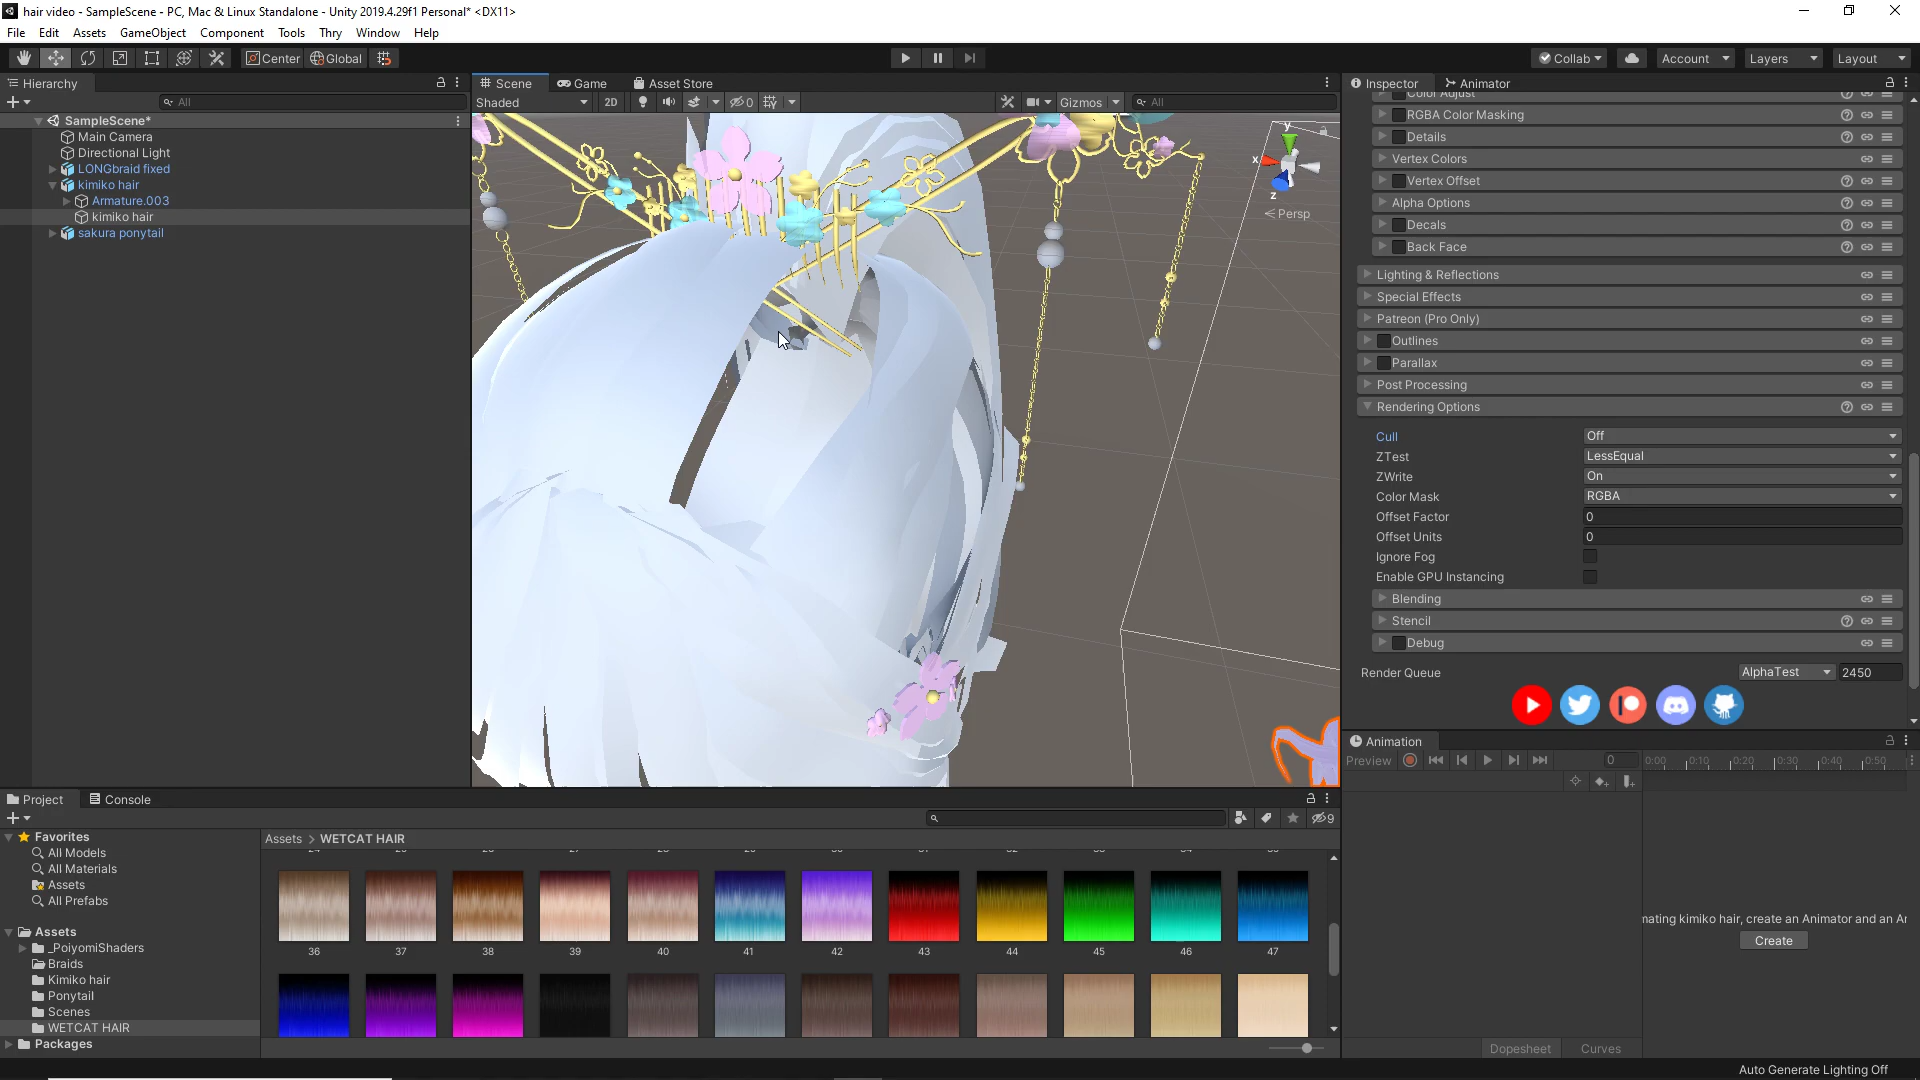 hair video - SampleScene - PC, Mac & Linux Standalone - Unity 2019.4.29f1 Personal* <DX11>
File Edit Assets GameObject Component Tools Thry Window Help
Center Global Collab Account Layers Layout
Hierarchy
All
SampleScene*
Main Camera
Directional Light
LONGbraid fixed
kimiko hair
Armature.003
kimiko hair
sakura ponytail
Scene Game Asset Store
Shaded 2D 0 Gizmos All
y
x
z
Persp
Inspector Animator
Color Adjust
RGBA Color Masking
Details
Vertex Colors
Vertex Offset
Alpha Options
Decals
Back Face
Lighting & Reflections
Special Effects
Patreon (Pro Only)
Outlines
Parallax
Post Processing
Rendering Options
Cull Off
ZTest LessEqual
ZWrite On
Color Mask RGBA
Offset Factor 0
Offset Units 0
Ignore Fog
Enable GPU Instancing
Blending
Stencil
Debug
Render Queue AlphaTest 2450
Animation
Preview 0 0:00 0:10 0:20 0:30 0:40 0:50
mating kimiko hair, create an Animator and an Ar
Create
Dopesheet Curves
Project Console
9
Favorites
All Models
All Materials
Assets
All Prefabs
Assets
_PoiyomiShaders
Braids
Kimiko hair
Ponytail
Scenes
WETCAT HAIR
Packages
Assets > WETCAT HAIR
36 37 38 39 40 41 42 43 44 45 46 47
Auto Generate Lighting Off